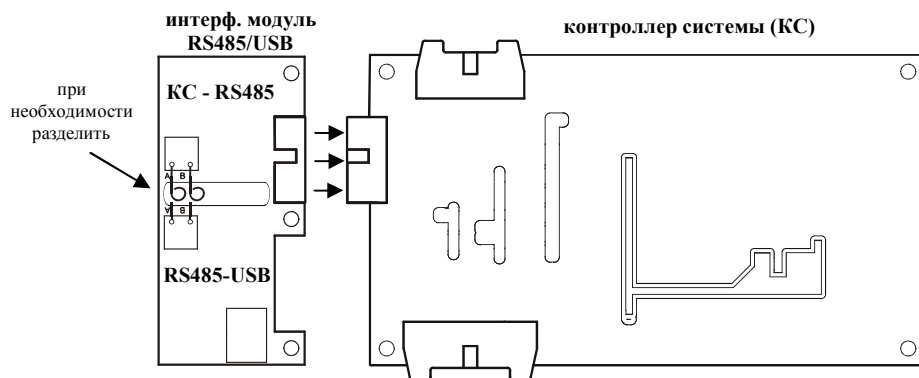 интерф. модуль
RS485/USB
контроллер системы (КС)
КС - RS485
при
необходимости
разделить
A B
A B
RS485-USB